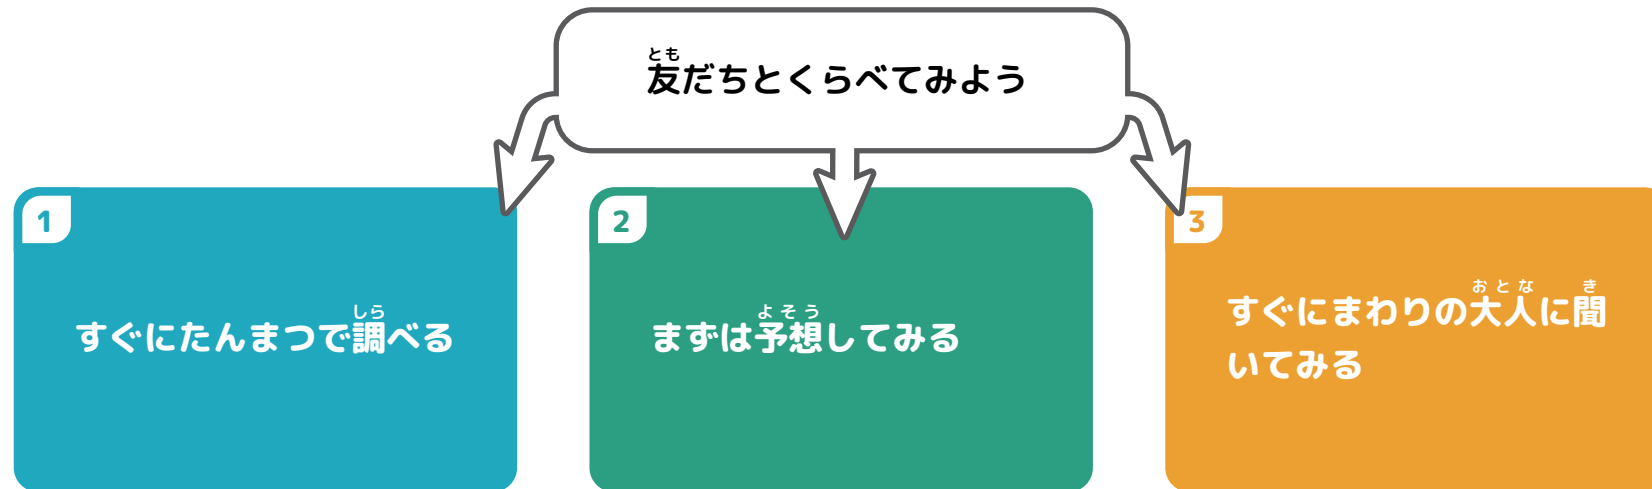 友だちとくらべてみよう
とも
1
すぐにたんまつで調べる
しら
2
まずは予想してみる
よそう
3
すぐにまわりの大人に聞
おとな
き
いてみる